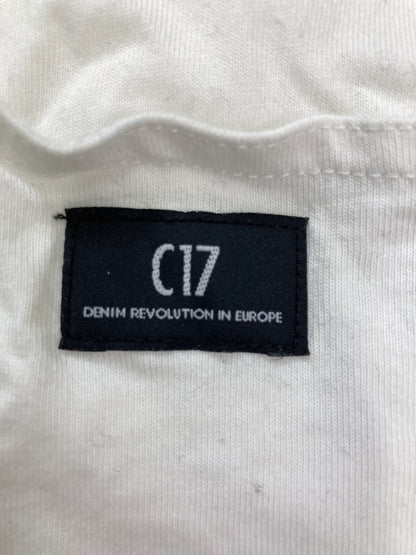 C17
DENIM REVOLUTION IN EUROPE